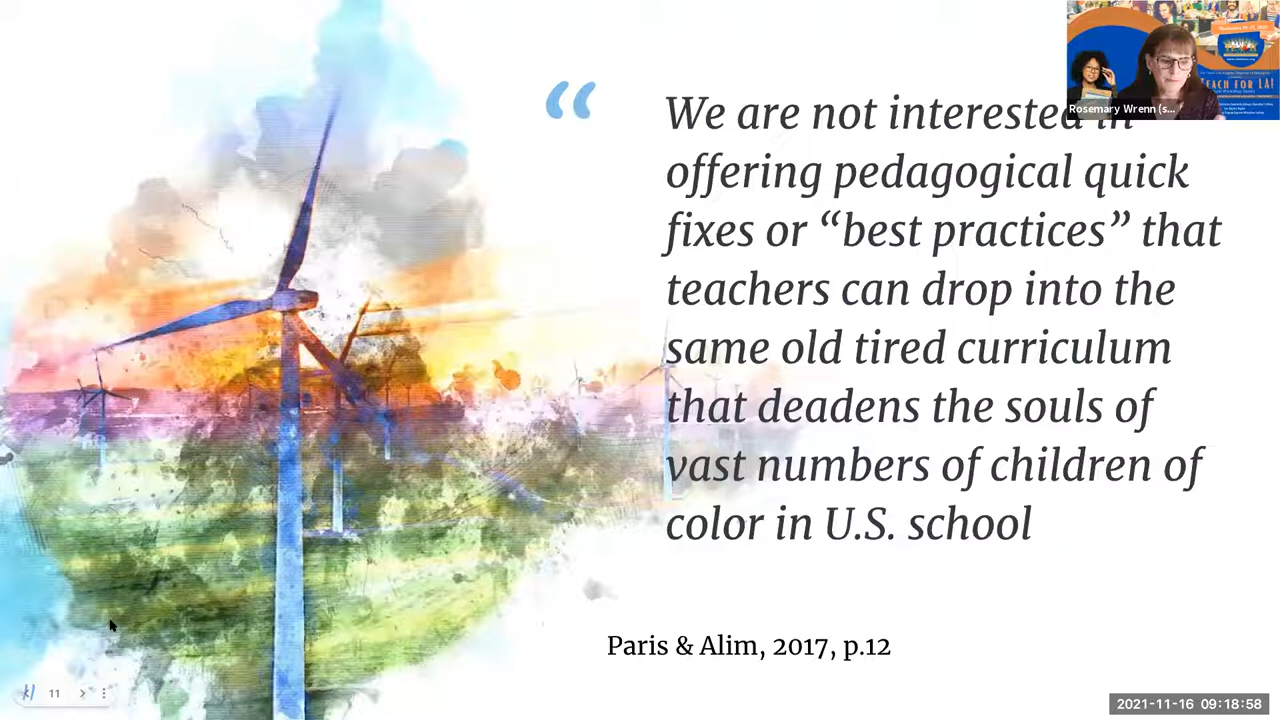 “
We are not interested in
offering pedagogical quick
fixes or “best practices” that
teachers can drop into the
same old tired curriculum
that deadens the souls of
vast numbers of children of
color in U.S. school
Paris & Alim, 2017, p.12
Rosemary Wrenn (s...
TEACH FOR LA!
11
2021-11-16 09:18:58